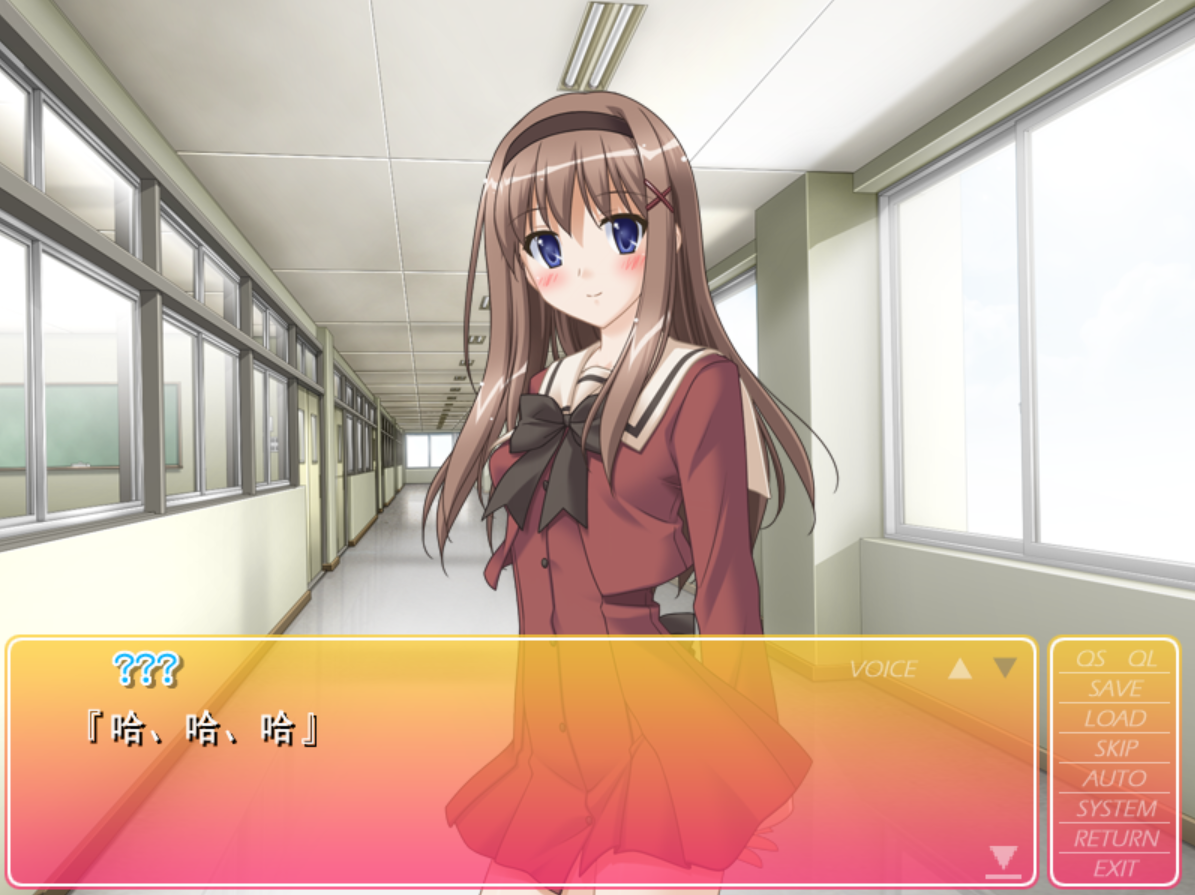 ???
VOICE ▲ ▼
『哈、哈、哈』
QS QL
SAVE
LOAD
SKIP
AUTO
SYSTEM
RETURN
EXIT